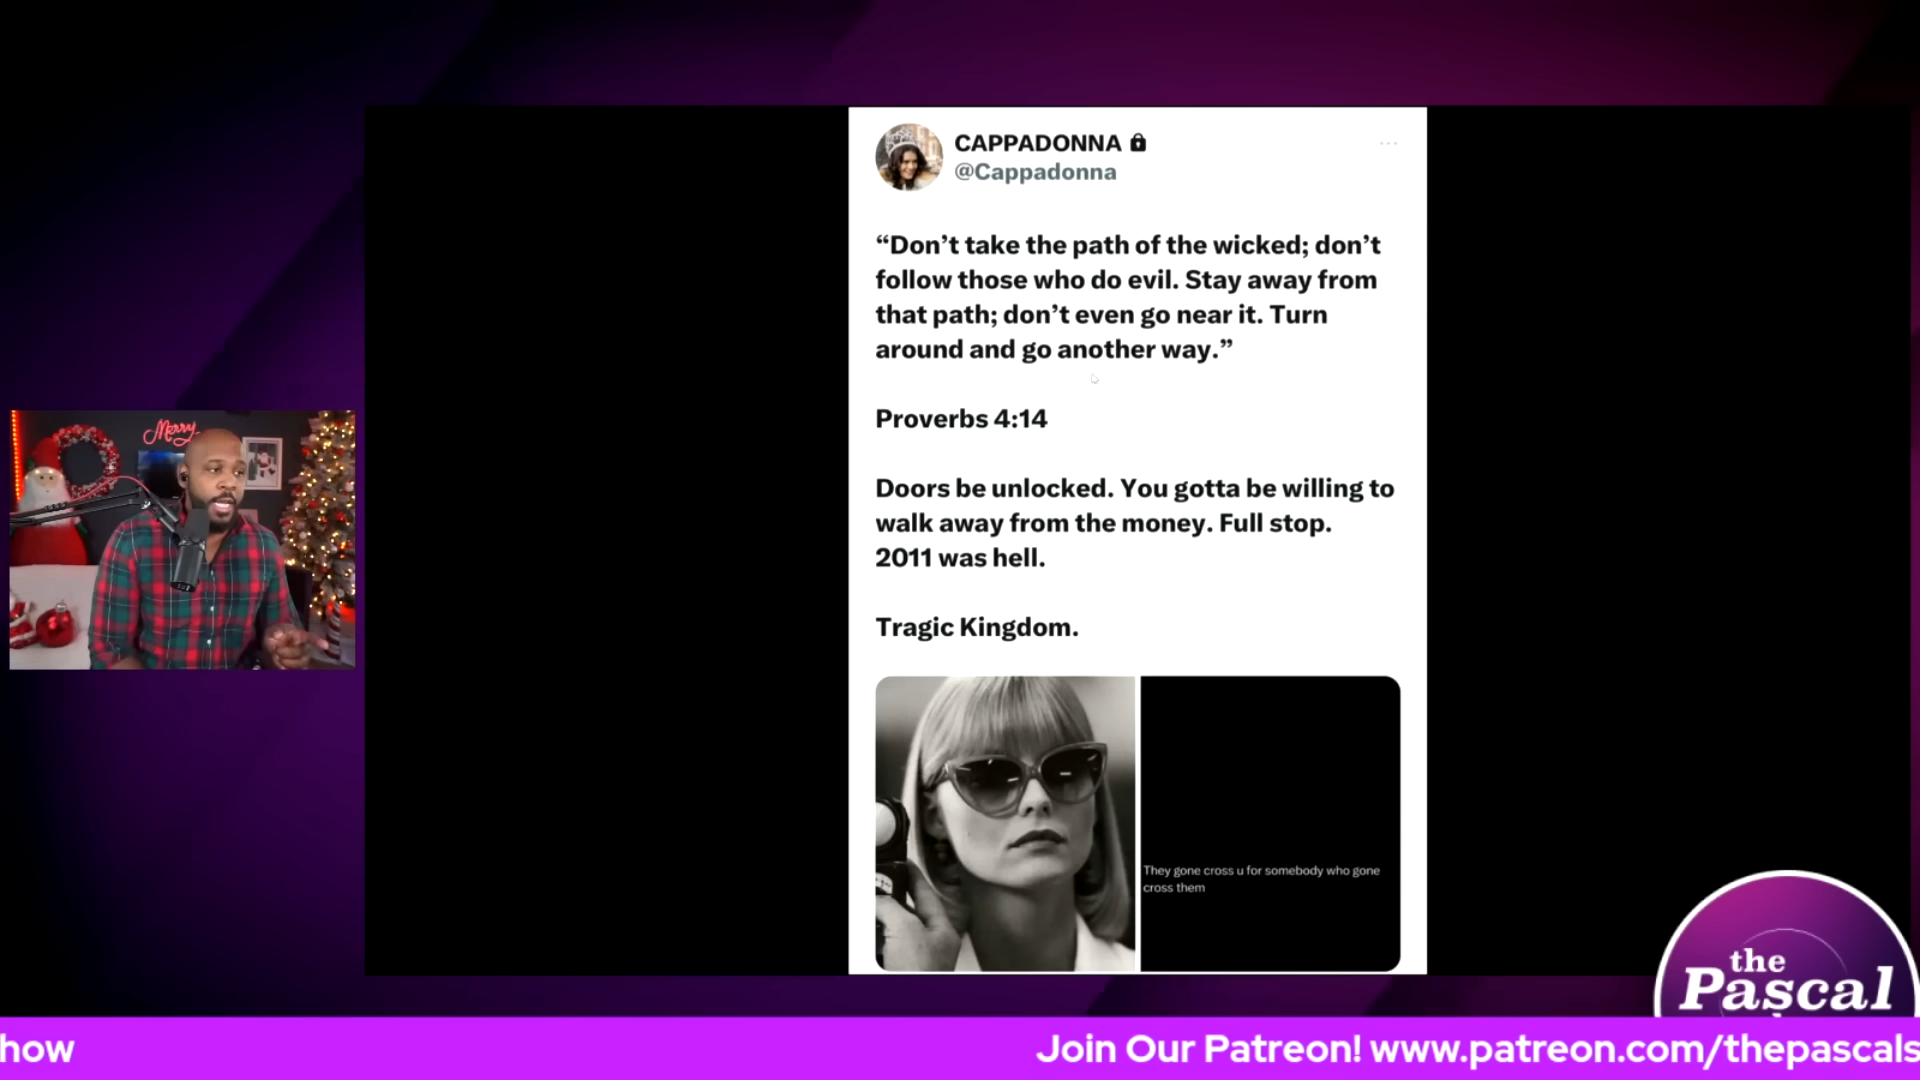 CAPPADONNA
@Cappadonna
“Don’t take the path of the wicked; don’t
follow those who do evil. Stay away from
that path; don’t even go near it. Turn
around and go another way.”
Proverbs 4:14
Doors be unlocked. You gotta be willing to
walk away from the money. Full stop.
2011 was hell.
Tragic Kingdom.
They gone cross u for somebody who gone
cross them
Merry
the
Pascal
how
Join Our Patreon! www.patreon.com/thepascals